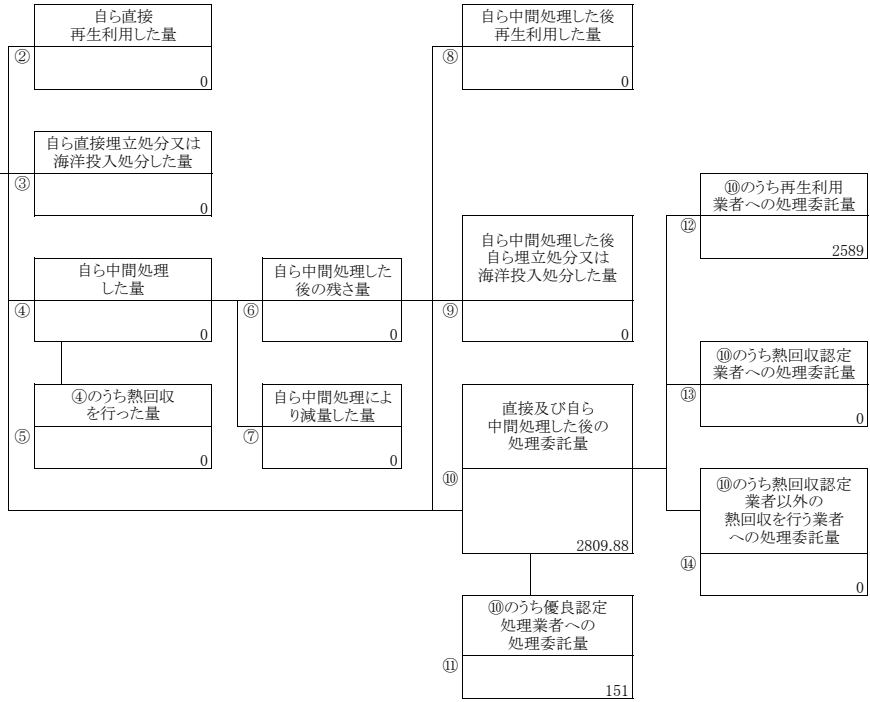 自ら直接
再生利用した量
②
0
自ら直接埋立処分又は
海洋投入処分した量
③
0
自ら中間処理
した量
④
0
④のうち熱回収
を行った量
⑤
0
自ら中間処理した
後の残さ量
⑥
0
自ら中間処理によ
り減量した量
⑦
0
自ら中間処理した後
再生利用した量
⑧
0
自ら中間処理した後
自ら埋立処分又は
海洋投入処分した量
⑨
0
直接及び自ら
中間処理した後の
処理委託量
⑩
2809.88
⑩のうち優良認定
処理業者への
処理委託量
⑪
151
⑩のうち再生利用
業者への処理委託量
⑫
2589
⑩のうち熱回収認定
業者への処理委託量
⑬
0
⑩のうち熱回収認定
業者以外の
熱回収を行う業者
への処理委託量
⑭
0